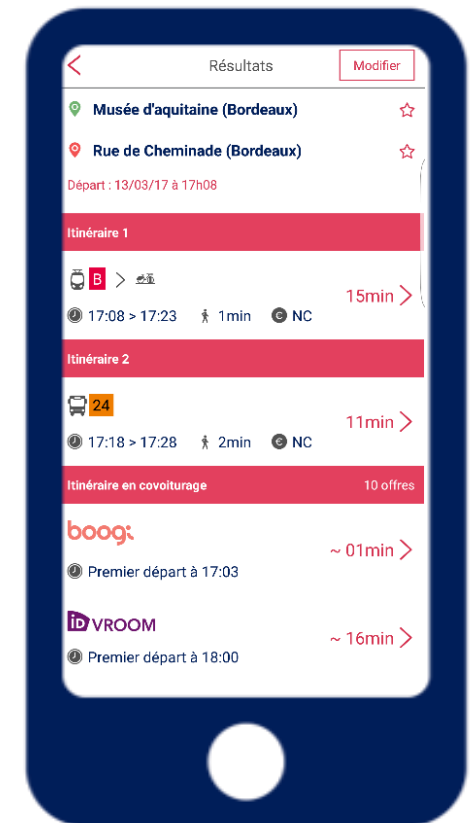 Résultats
Modifier
Musée d'aquitaine (Bordeaux)
Rue de Cheminade (Bordeaux)
Départ : 13/03/17 à 17h08
Itinéraire 1
B >
15min >
17:08 > 17:23 1min € NC
Itinéraire 2
24
11min >
17:18 > 17:28 2min € NC
Itinéraire en covoiturage 10 offres
boogi
~ 01min >
Premier départ à 17:03
iD VROOM
~ 16min >
Premier départ à 18:00